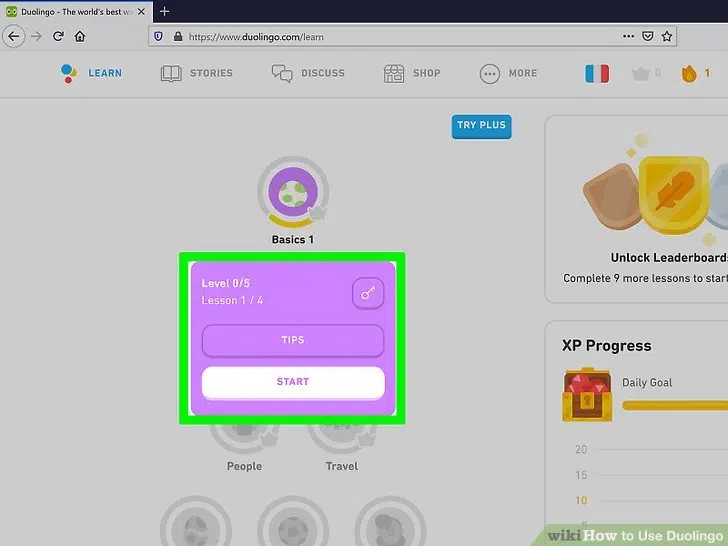 Duolingo - The world's best wa
https://www.duolingo.com/learn
LEARN
STORIES
DISCUSS
SHOP
MORE
0
1
TRY PLUS
Basics 1
Level 0/5
Lesson 1 / 4
TIPS
START
People
Travel
Unlock Leaderboards
Complete 9 more lessons to start
XP Progress
Daily Goal
20
15
10
5
wikiHow to Use Duolingo